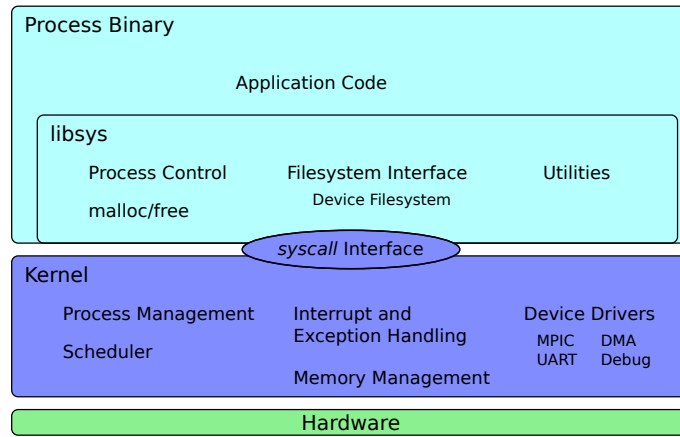 Process Binary
Application Code
libsys
Process Control
Filesystem Interface
Utilities
Device Filesystem
malloc/free
syscall Interface
Kernel
Process Management
Interrupt and
Exception Handling
Device Drivers
Scheduler
MPIC DMA
UART Debug
Memory Management
Hardware